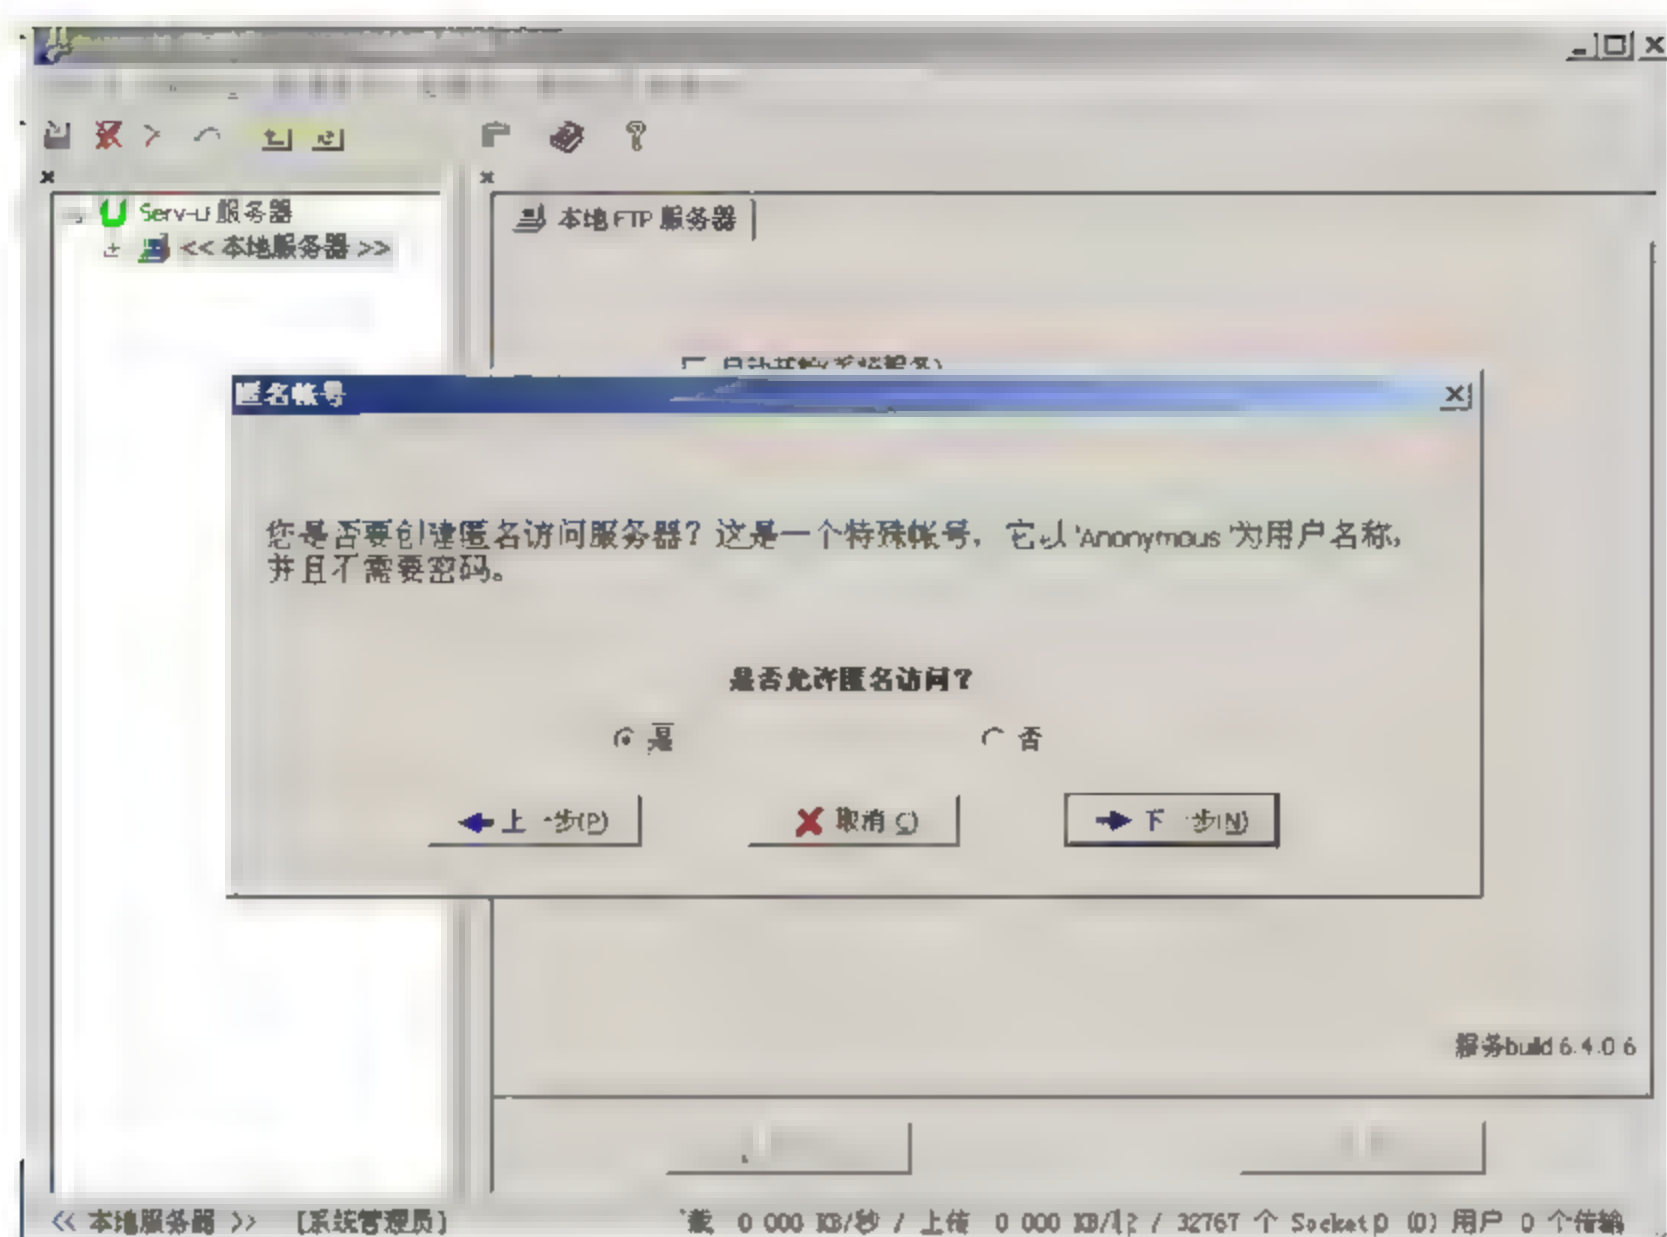 Serv-U 服务器
<< 本地服务器 >>
本地 FTP 服务器
匿名帐号
您是否要创建匿名访问服务器? 这是一个特殊帐号, 它以 'Anonymous' 为用户名称,
并且不需要密码。
是否允许匿名访问?
是 否
上一步(P) 取消(C) 下一步(N)
服务build 6.4.0.6
<< 本地服务器 >> [系统管理员] 载 0.000 KB/秒 / 上传 0.000 KB/秒 / 32767 个 Socket 0 (0) 用户 0 个传输